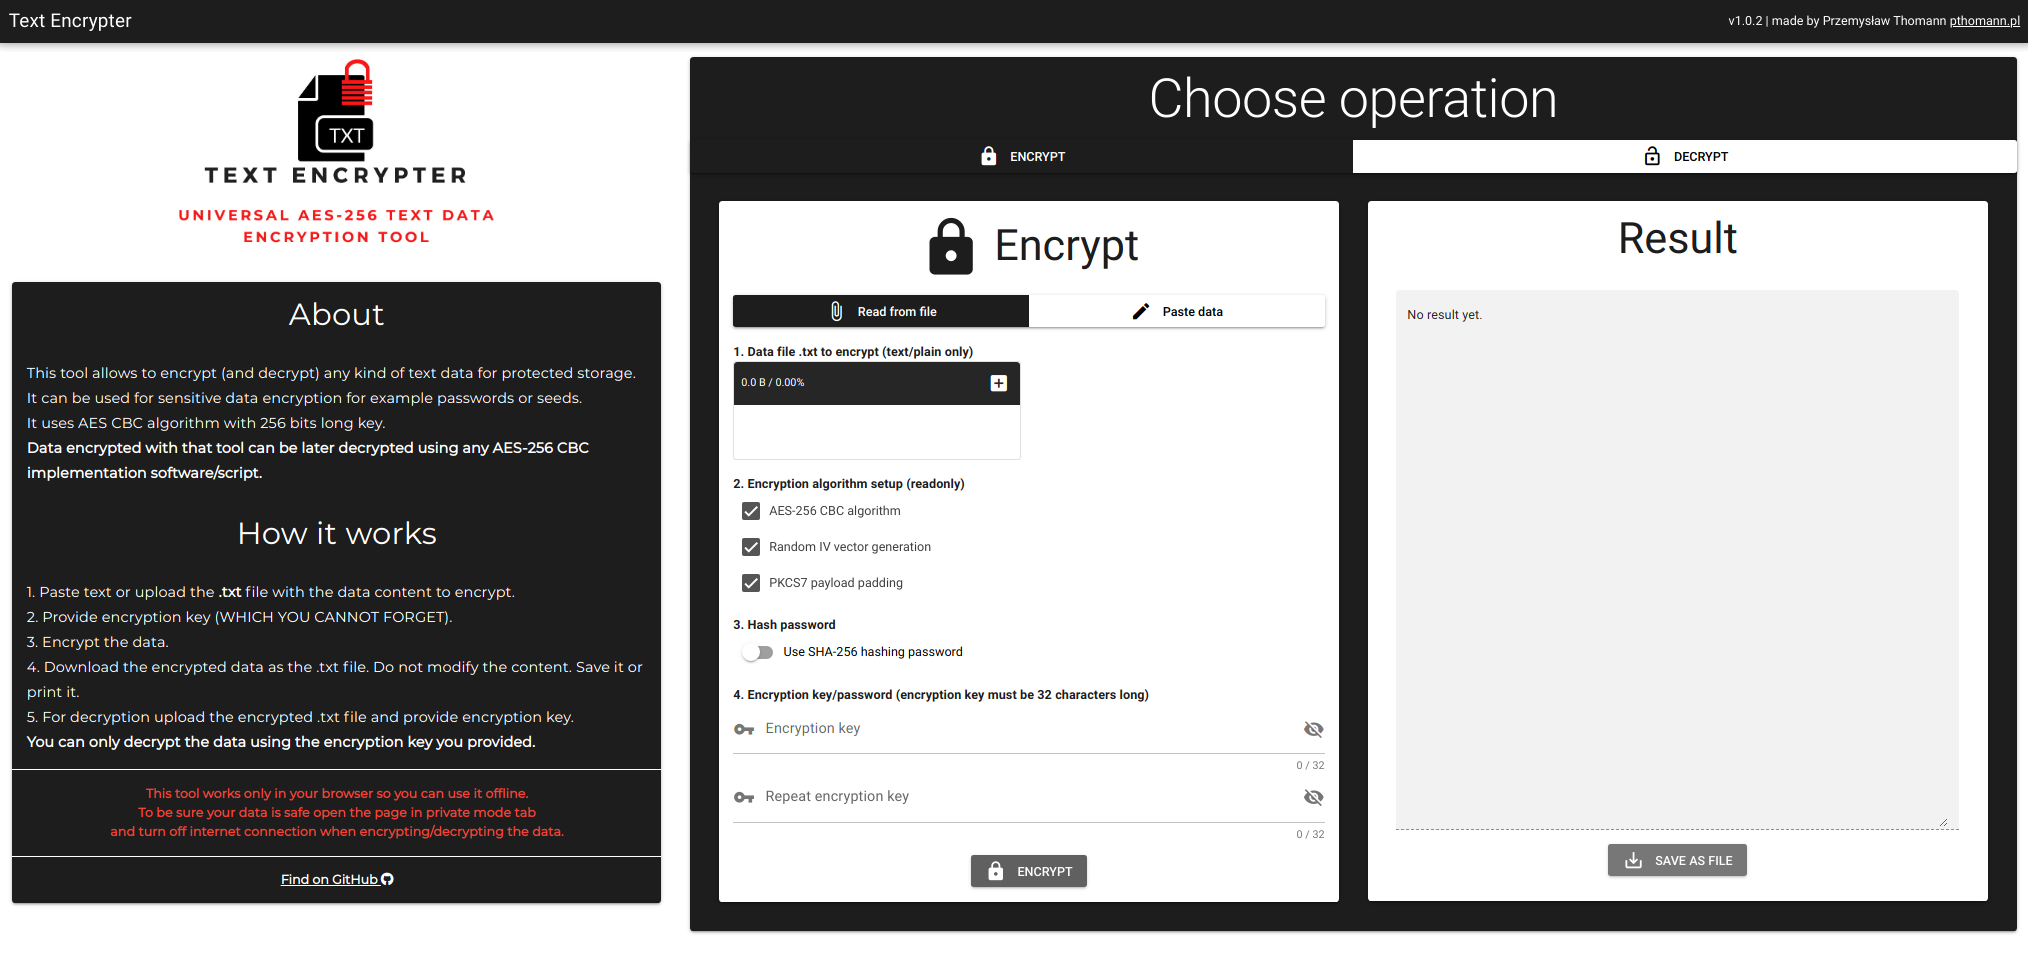 Text Encrypter
v1.0.2 | made by Przemysław Thomann pthomann.pl
TXT
TEXT ENCRYPTER
UNIVERSAL AES-256 TEXT DATA
ENCRYPTION TOOL
About
This tool allows to encrypt (and decrypt) any kind of text data for protected storage.
It can be used for sensitive data encryption for example passwords or seeds.
It uses AES CBC algorithm with 256 bits long key.
Data encrypted with that tool can be later decrypted using any AES-256 CBC
implementation software/script.
How it works
1. Paste text or upload the .txt file with the data content to encrypt.
2. Provide encryption key (WHICH YOU CANNOT FORGET).
3. Encrypt the data.
4. Download the encrypted data as the .txt file. Do not modify the content. Save it or
print it.
5. For decryption upload the encrypted .txt file and provide encryption key.
You can only decrypt the data using the encryption key you provided.
This tool works only in your browser so you can use it offline.
To be sure your data is safe open the page in private mode tab
and turn off internet connection when encrypting/decrypting the data.
Find on GitHub
Choose operation
ENCRYPT
DECRYPT
Encrypt
Read from file
Paste data
1. Data file .txt to encrypt (text/plain only)
0.0 B / 0.00%
2. Encryption algorithm setup (readonly)
AES-256 CBC algorithm
Random IV vector generation
PKCS7 payload padding
3. Hash password
Use SHA-256 hashing password
4. Encryption key/password (encryption key must be 32 characters long)
Encryption key
0 / 32
Repeat encryption key
0 / 32
ENCRYPT
Result
No result yet.
SAVE AS FILE